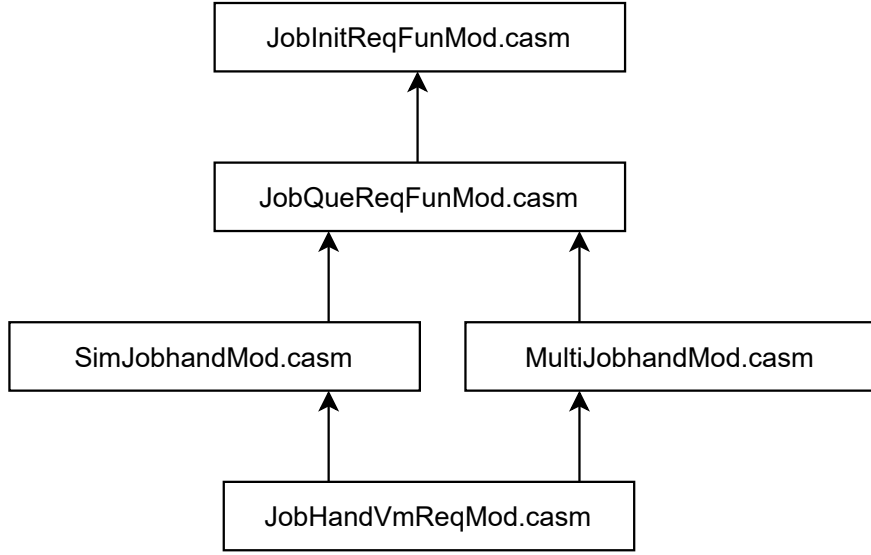 JobInitReqFunMod.casm
JobQueReqFunMod.casm
SimJobhandMod.casm
MultiJobhandMod.casm
JobHandVmReqMod.casm